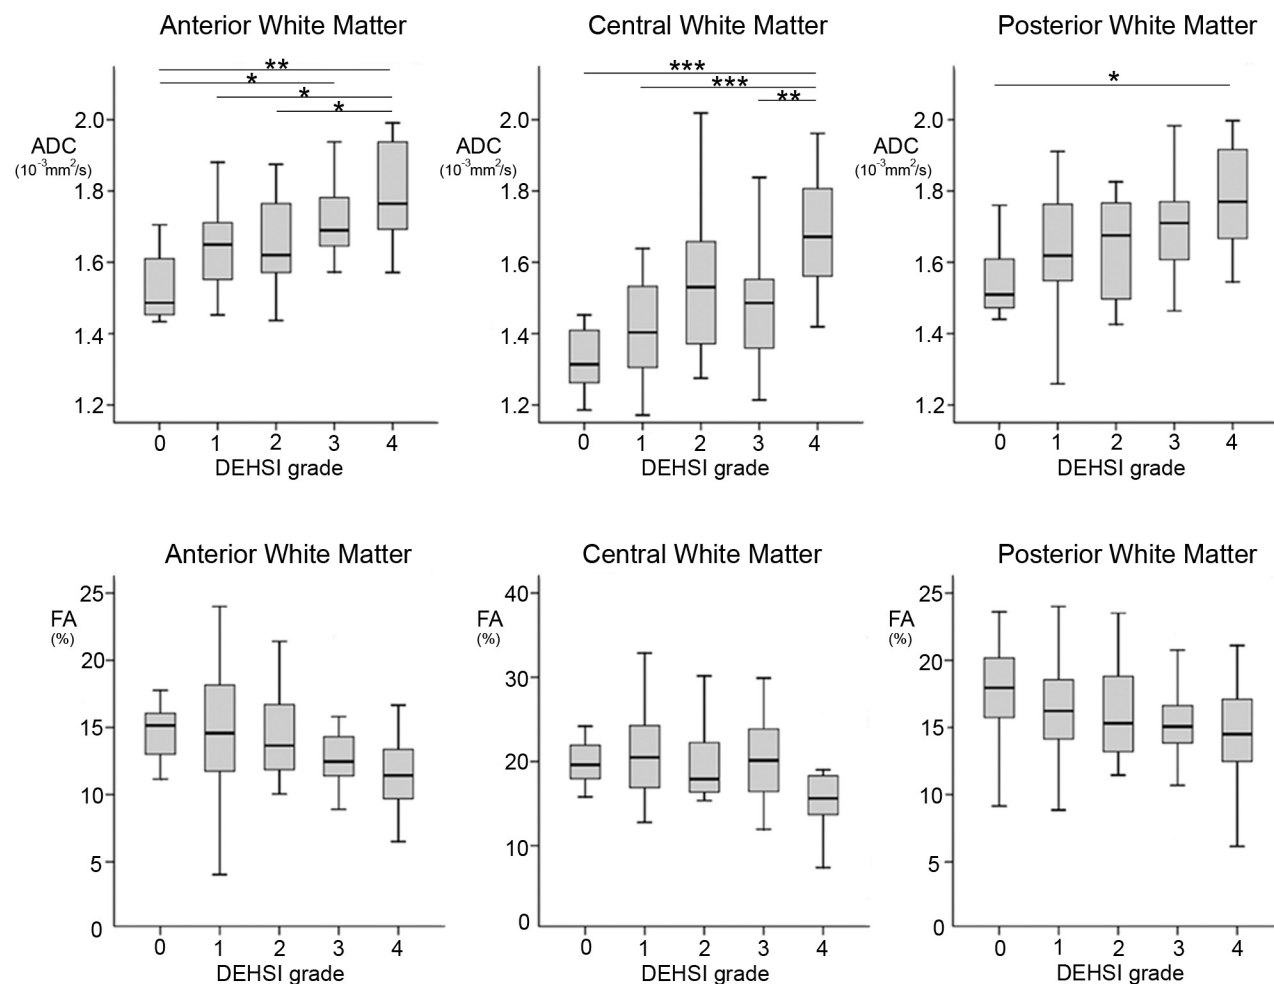 Anterior White Matter
**
*
*
*
2.0
ADC
(10⁻³mm²/s)
1.8
1.6
1.4
1.2
0 1 2 3 4
DEHSI grade
Central White Matter
***
***
**
2.0
ADC
(10⁻³mm²/s)
1.8
1.6
1.4
1.2
0 1 2 3 4
DEHSI grade
Posterior White Matter
*
2.0
ADC
(10⁻³mm²/s)
1.8
1.6
1.4
1.2
0 1 2 3 4
DEHSI grade
Anterior White Matter
25
FA
(%)
20
15
10
5
0
0 1 2 3 4
DEHSI grade
Central White Matter
40
FA
(%)
30
20
10
0
0 1 2 3 4
DEHSI grade
Posterior White Matter
25
FA
(%)
20
15
10
5
0
0 1 2 3 4
DEHSI grade